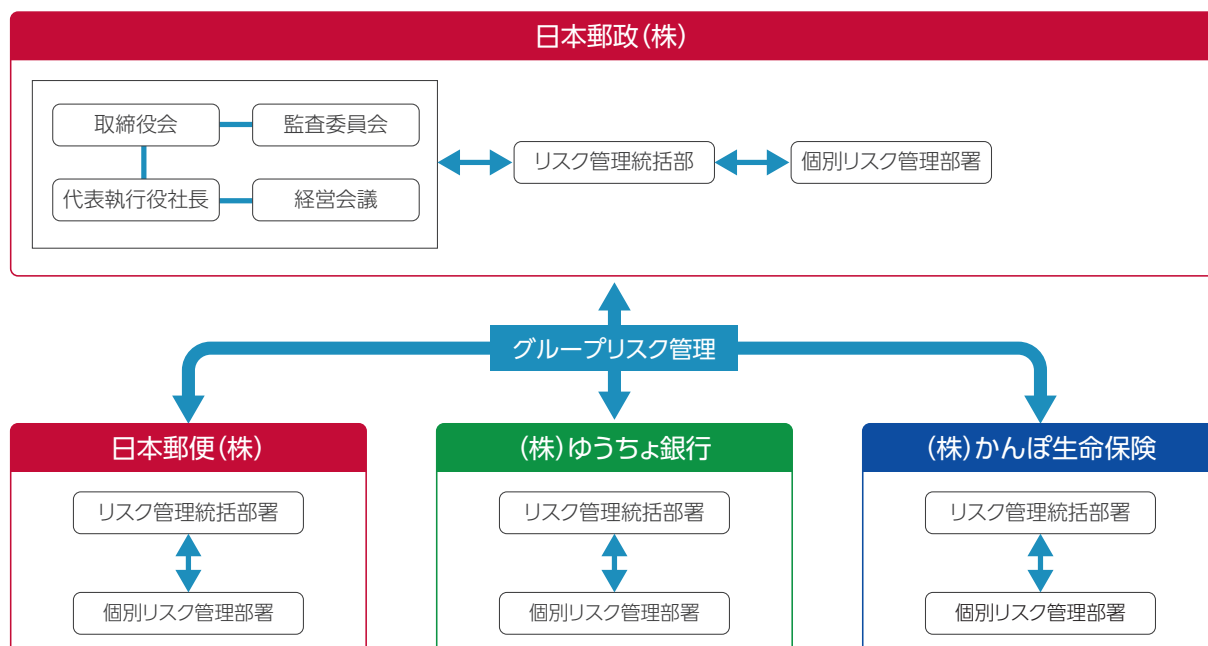 日本郵政(株)
取締役会
監査委員会
代表執行役社長
経営会議
リスク管理統括部
個別リスク管理部署
グループリスク管理
日本郵便(株)
リスク管理統括部署
個別リスク管理部署
(株)ゆうちょ銀行
リスク管理統括部署
個別リスク管理部署
(株)かんぽ生命保険
リスク管理統括部署
個別リスク管理部署